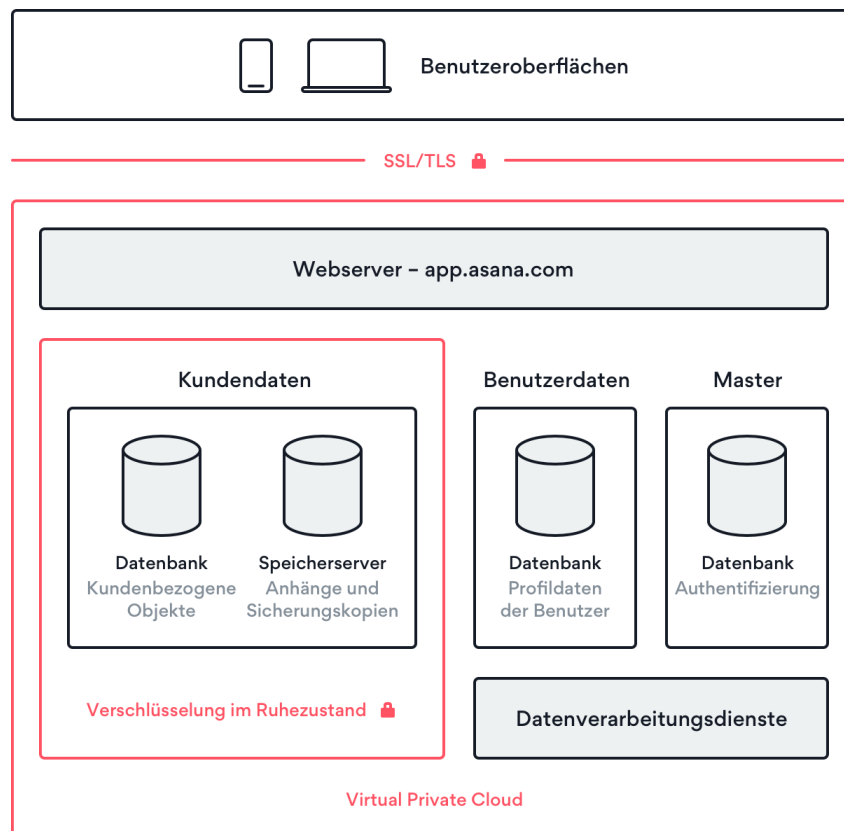 Benutzeroberflächen
SSL/TLS
Webserver – app.asana.com
Kundendaten
Benutzerdaten
Master
Datenbank
Kundenbezogene
Objekte
Speicherserver
Anhänge und
Sicherungskopien
Datenbank
Profildaten
der Benutzer
Datenbank
Authentifizierung
Verschlüsselung im Ruhezustand
Datenverarbeitungsdienste
Virtual Private Cloud